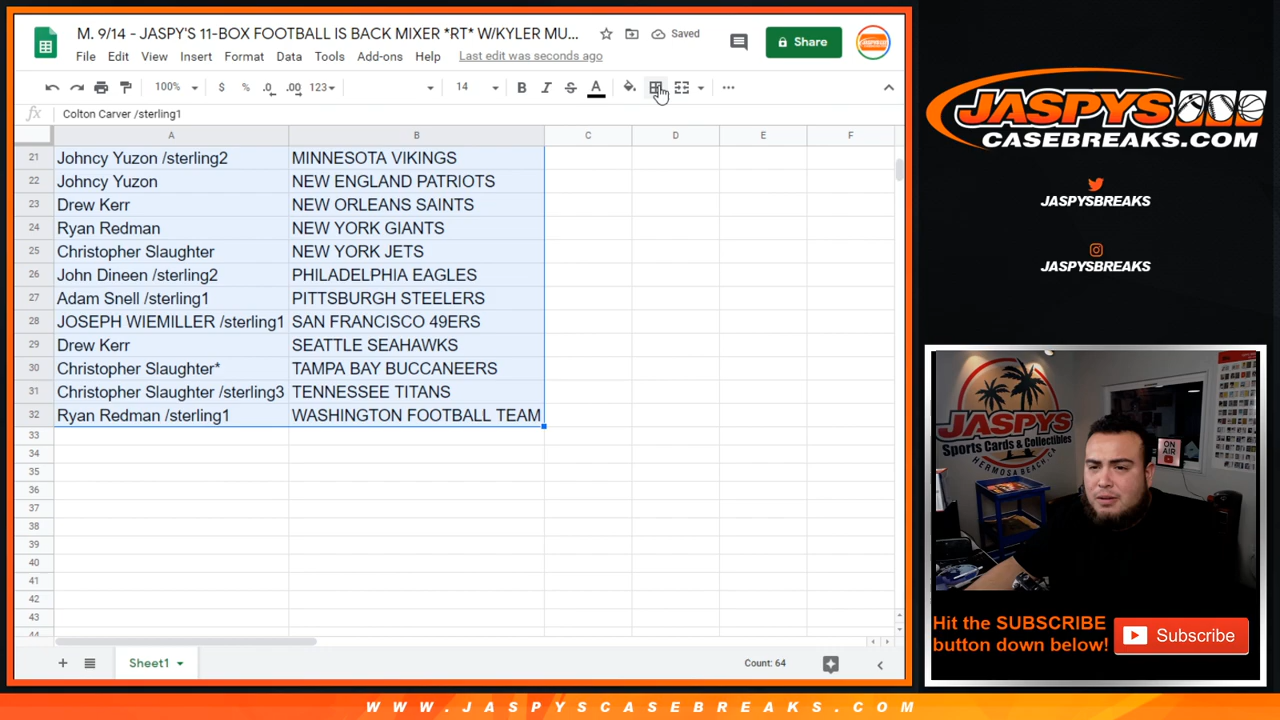 M. 9/14 - JASPY'S 11-BOX FOOTBALL IS BACK MIXER *RT* W/KYLER MU...
Saved
Share
File Edit View Insert Format Data Tools Add-ons Help Last edit was seconds ago
100% $ % .0 .00 123 14 B I S A
fx Colton Carver /sterling1
A B C D E F
21 Johncy Yuzon /sterling2 MINNESOTA VIKINGS
22 Johncy Yuzon NEW ENGLAND PATRIOTS
23 Drew Kerr NEW ORLEANS SAINTS
24 Ryan Redman NEW YORK GIANTS
25 Christopher Slaughter NEW YORK JETS
26 John Dineen /sterling2 PHILADELPHIA EAGLES
27 Adam Snell /sterling1 PITTSBURGH STEELERS
28 JOSEPH WIEMILLER /sterling1 SAN FRANCISCO 49ERS
29 Drew Kerr SEATTLE SEAHAWKS
30 Christopher Slaughter* TAMPA BAY BUCCANEERS
31 Christopher Slaughter /sterling3 TENNESSEE TITANS
32 Ryan Redman /sterling1 WASHINGTON FOOTBALL TEAM
33
34
35
36
37
38
39
40
41
42
43
44
Sheet1
Count: 64
JASPYS
CASEBREAKS.COM
JASPYSBREAKS
JASPYSBREAKS
JASPYS
Sports Cards & Collectibles
HERMOSA BEACH, CA
ON AIR
Hit the SUBSCRIBE
button down below!
Subscribe
WWW.JASPYSCASEBREAKS.COM